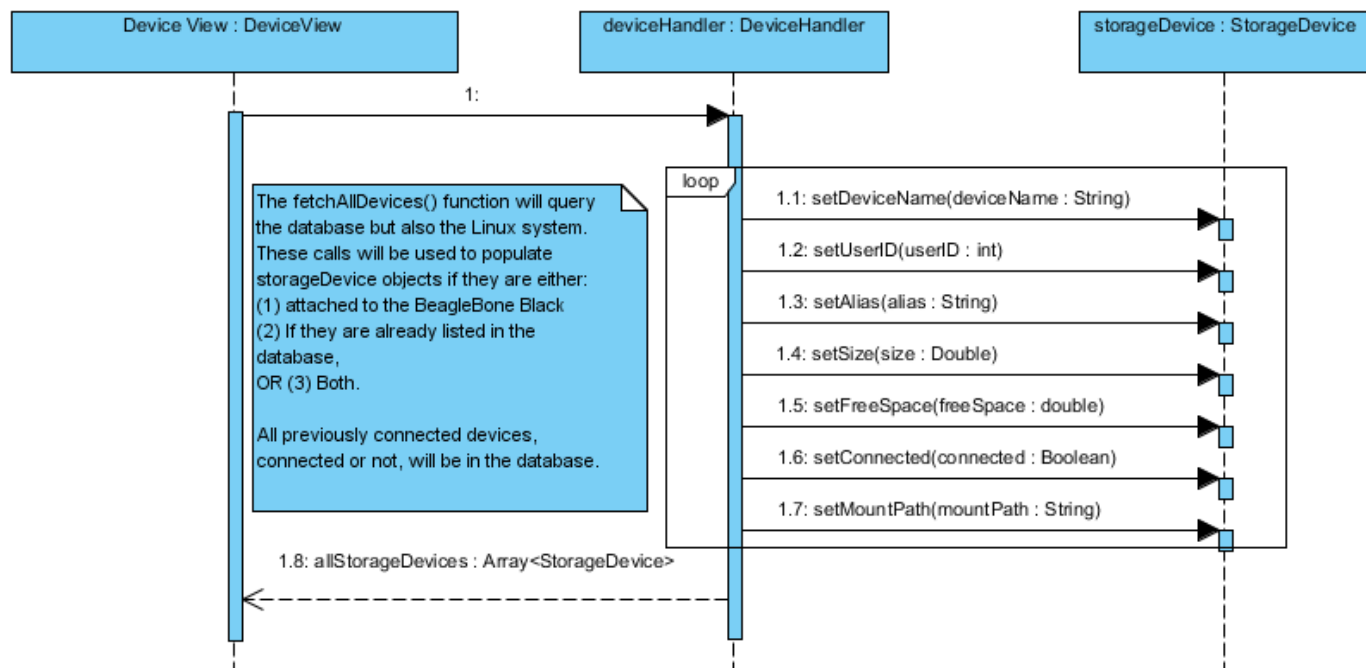 Device View : DeviceView
deviceHandler : DeviceHandler
storageDevice : StorageDevice
1:
loop
The fetchAllDevices() function will query
the database but also the Linux system.
These calls will be used to populate
storageDevice objects if they are either:
(1) attached to the BeagleBone Black
(2) If they are already listed in the
database,
OR (3) Both.
All previously connected devices,
connected or not, will be in the database.
1.1: setDeviceName(deviceName : String)
1.2: setUserID(userID : int)
1.3: setAlias(alias : String)
1.4: setSize(size : Double)
1.5: setFreeSpace(freeSpace : double)
1.6: setConnected(connected : Boolean)
1.7: setMountPath(mountPath : String)
1.8: allStorageDevices : Array<StorageDevice>